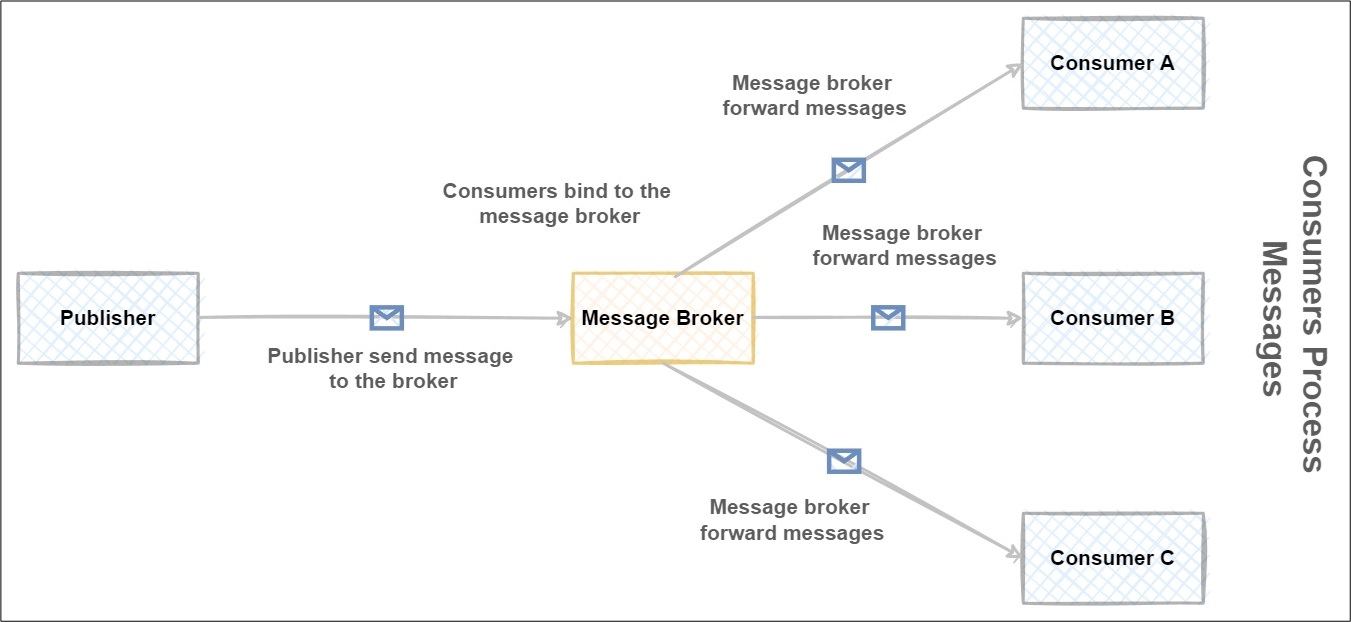 Consumer A
Message broker
forward messages
Consumers bind to the
message broker
Message broker
forward messages
Publisher
Message Broker
Consumer B
Publisher send message
to the broker
Message broker
forward messages
Consumer C
Consumers Process
Messages